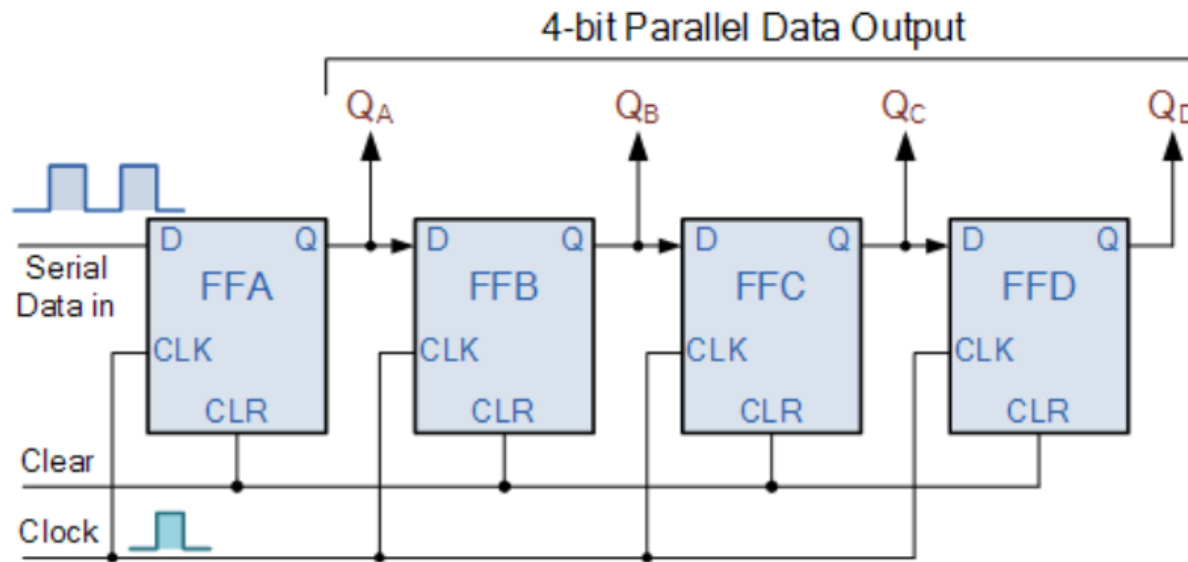 4-bit Parallel Data Output
QA QB QC QD
D Q D Q D Q D Q
Serial
Data in
FFA FFB FFC FFD
CLK CLK CLK CLK
CLR CLR CLR CLR
Clear
Clock